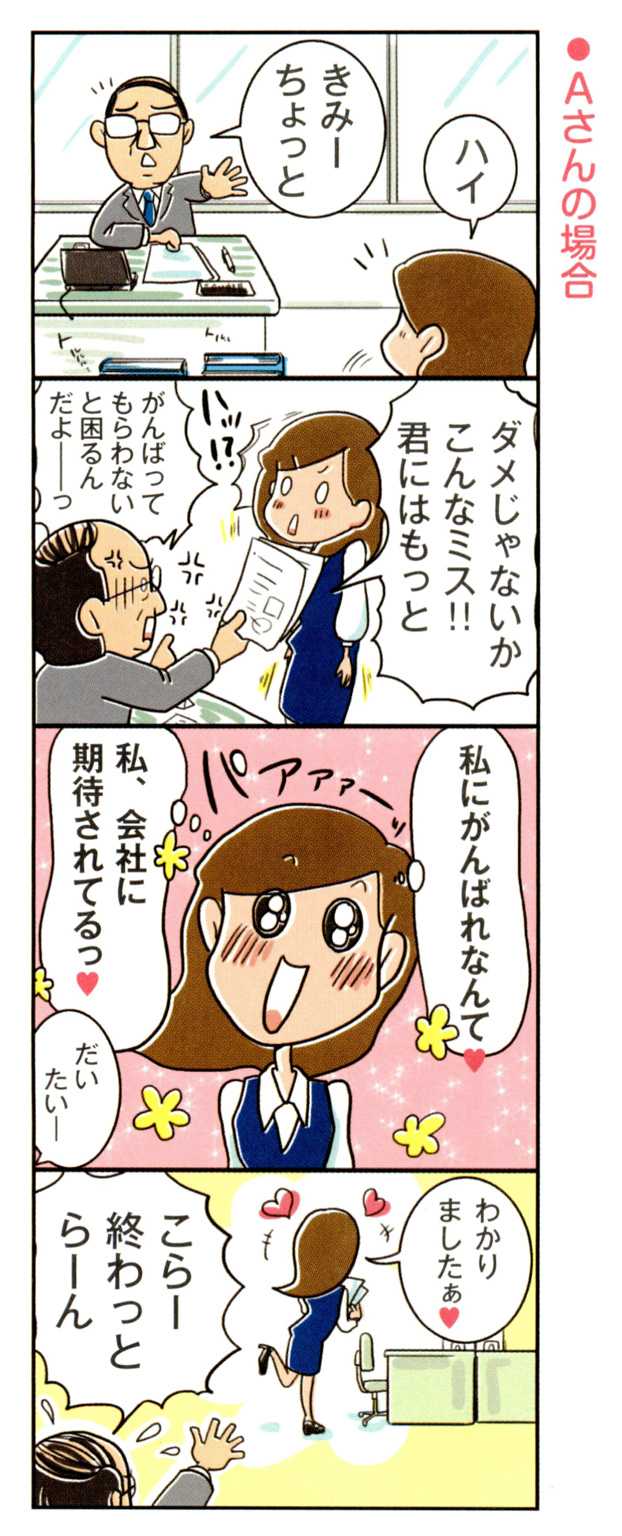 ●Aさんの場合
きみー
ちょっと
ハイ
ダメじゃないか
こんなミス!!
君にはもっと
ハッ!?
がんばって
もらわない
と困るん
だよ――っ
私にがんばれなんて♥
パアァァーッ
私、会社に
期待されてるっ♥
だい
たいー
わかり
ましたぁ♥
こらー
終わっと
らーん